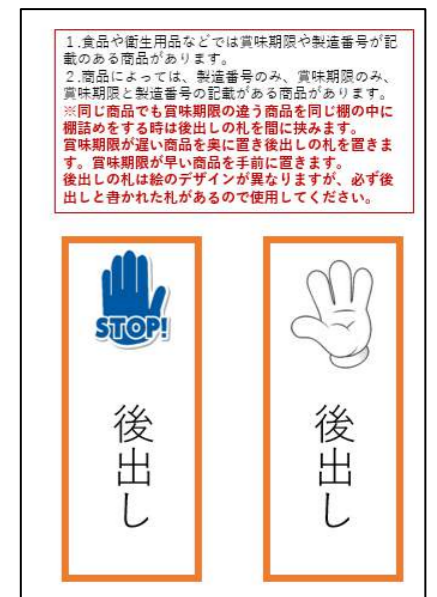 1.食品や衛生用品などでは賞味期限や製造番号が記
載のある商品があります。
2.商品によっては、製造番号のみ、賞味期限のみ、
賞味期限と製造番号の記載がある商品があります。
※同じ商品でも賞味期限の違う商品を同じ棚の中に
棚詰めをする時は後出しの札を間に挟みます。
賞味期限が遅い商品を奥に置き後出しの札を置きま
す。賞味期限が早い商品を手前に置きます。
後出しの札は絵のデザインが異なりますが、必ず後
出しと書かれた札があるので使用してください。
STOP!
後出し
後出し